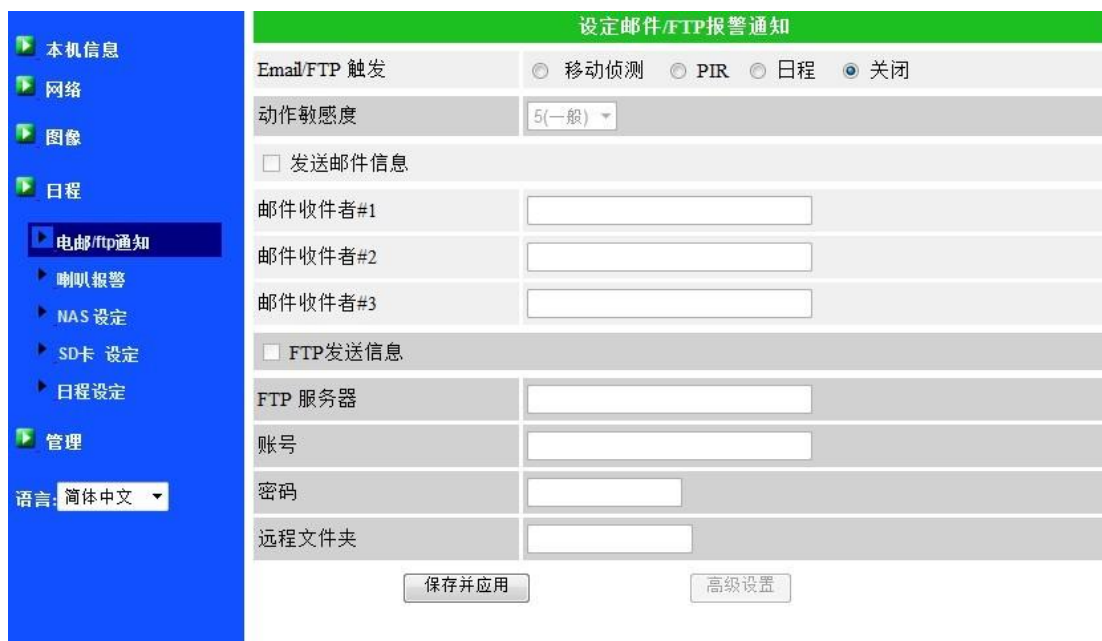 本机信息
网络
图像
日程
电邮/ftp通知
喇叭报警
NAS 设定
SD卡 设定
日程设定
管理
语言: 简体中文
设定邮件/FTP报警通知
Email/FTP 触发 移动侦测 PIR 日程 关闭
动作敏感度 5(一般)
发送邮件信息
邮件收件者#1
邮件收件者#2
邮件收件者#3
FTP发送信息
FTP 服务器
账号
密码
远程文件夹
保存并应用 高级设置